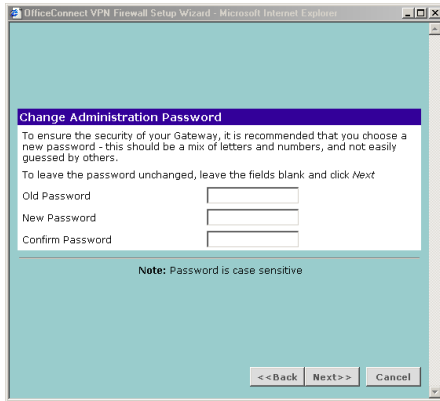 OfficeConnect VPN Firewall Setup Wizard - Microsoft Internet Explorer
Change Administration Password
To ensure the security of your Gateway, it is recommended that you choose a
new password - this should be a mix of letters and numbers, and not easily
guessed by others.
To leave the password unchanged, leave the fields blank and click Next
Old Password
New Password
Confirm Password
Note: Password is case sensitive
<<Back Next>> Cancel